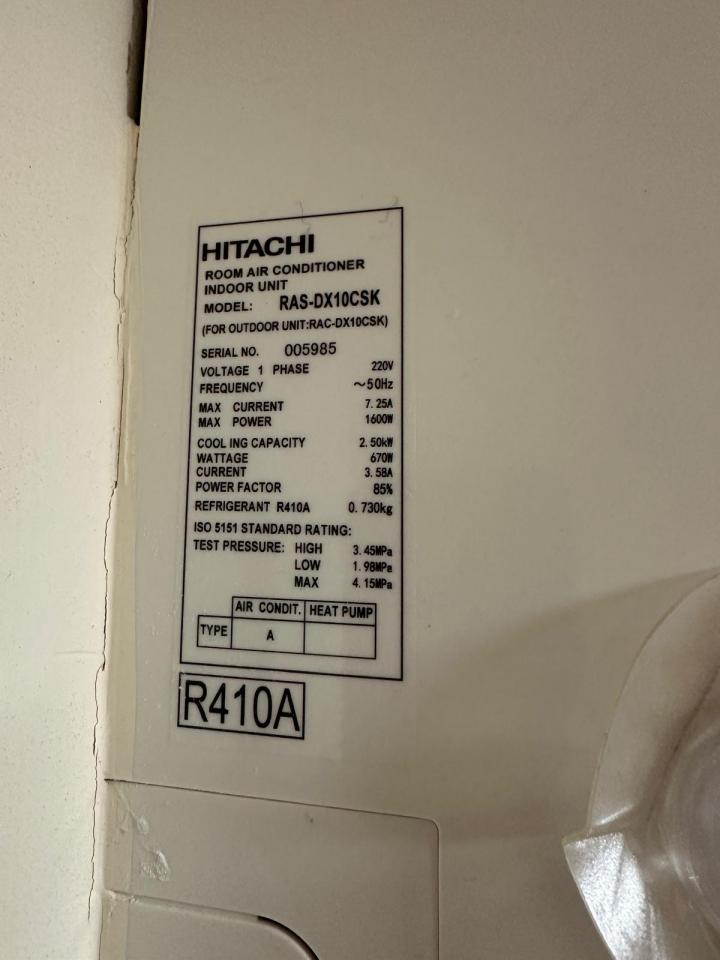 HITACHI
ROOM AIR CONDITIONER
INDOOR UNIT
MODEL: RAS-DX10CSK
(FOR OUTDOOR UNIT:RAC-DX10CSK)
SERIAL NO. 005985
VOLTAGE 1 PHASE 220V
FREQUENCY ~50Hz
MAX CURRENT 7.25A
MAX POWER 1600W
COOLING CAPACITY 2.50kW
WATTAGE 670W
CURRENT 3.58A
POWER FACTOR 85%
REFRIGERANT R410A 0.730kg
ISO 5151 STANDARD RATING:
TEST PRESSURE: HIGH 3.45MPa
LOW 1.98MPa
MAX 4.15MPa
AIR CONDIT. HEAT PUMP
TYPE A
R410A